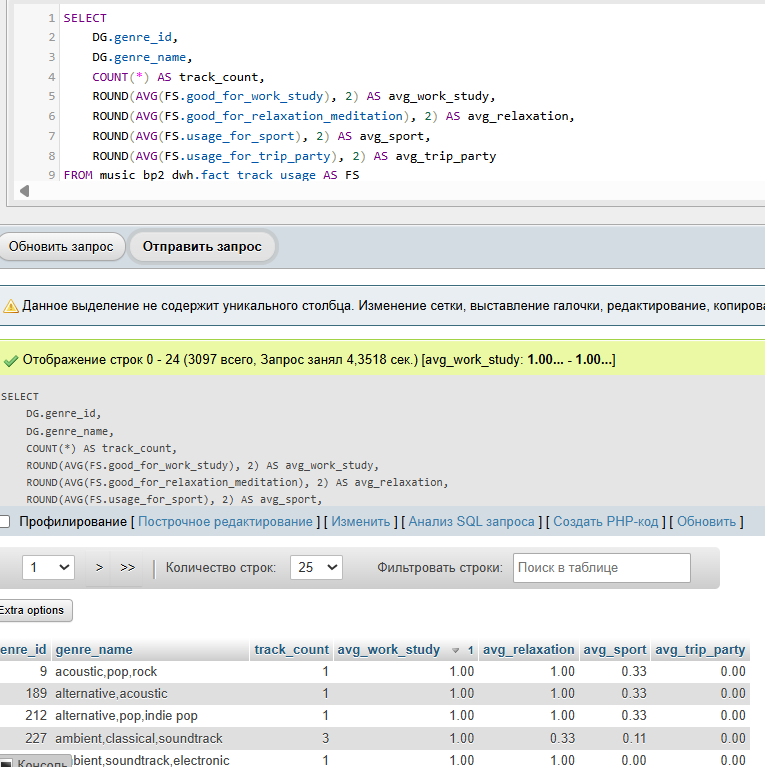 1 SELECT
2 DG.genre_id,
3 DG.genre_name,
4 COUNT(*) AS track_count,
5 ROUND(AVG(FS.good_for_work_study), 2) AS avg_work_study,
6 ROUND(AVG(FS.good_for_relaxation_meditation), 2) AS avg_relaxation,
7 ROUND(AVG(FS.usage_for_sport), 2) AS avg_sport,
8 ROUND(AVG(FS.usage_for_trip_party), 2) AS avg_trip_party
9 FROM music_bp2_dwh.fact_track_usage AS FS
Обновить запрос Отправить запрос
Данное выделение не содержит уникального столбца. Изменение сетки, выставление галочки, редактирование, копирова
Отображение строк 0 - 24 (3097 всего, Запрос занял 4,3518 сек.) [avg_work_study: 1.00... - 1.00...]
SELECT
DG.genre_id,
DG.genre_name,
COUNT(*) AS track_count,
ROUND(AVG(FS.good_for_work_study), 2) AS avg_work_study,
ROUND(AVG(FS.good_for_relaxation_meditation), 2) AS avg_relaxation,
ROUND(AVG(FS.usage_for_sport), 2) AS avg_sport,
Профилирование [ Построчное редактирование ] [ Изменить ] [ Анализ SQL запроса ] [ Создать PHP-код ] [ Обновить ]
1 > >> Количество строк: 25 Фильтровать строки: Поиск в таблице
Extra options
enre_id genre_name track_count avg_work_study 1 avg_relaxation avg_sport avg_trip_party
9 acoustic,pop,rock 1 1.00 1.00 0.33 0.00
189 alternative,acoustic 1 1.00 1.00 0.33 0.00
212 alternative,pop,indie pop 1 1.00 1.00 0.33 0.00
227 ambient,classical,soundtrack 3 1.00 0.33 0.11 0.00
bient,soundtrack,electronic 1 1.00 1.00 0.00 0.00
Консоль